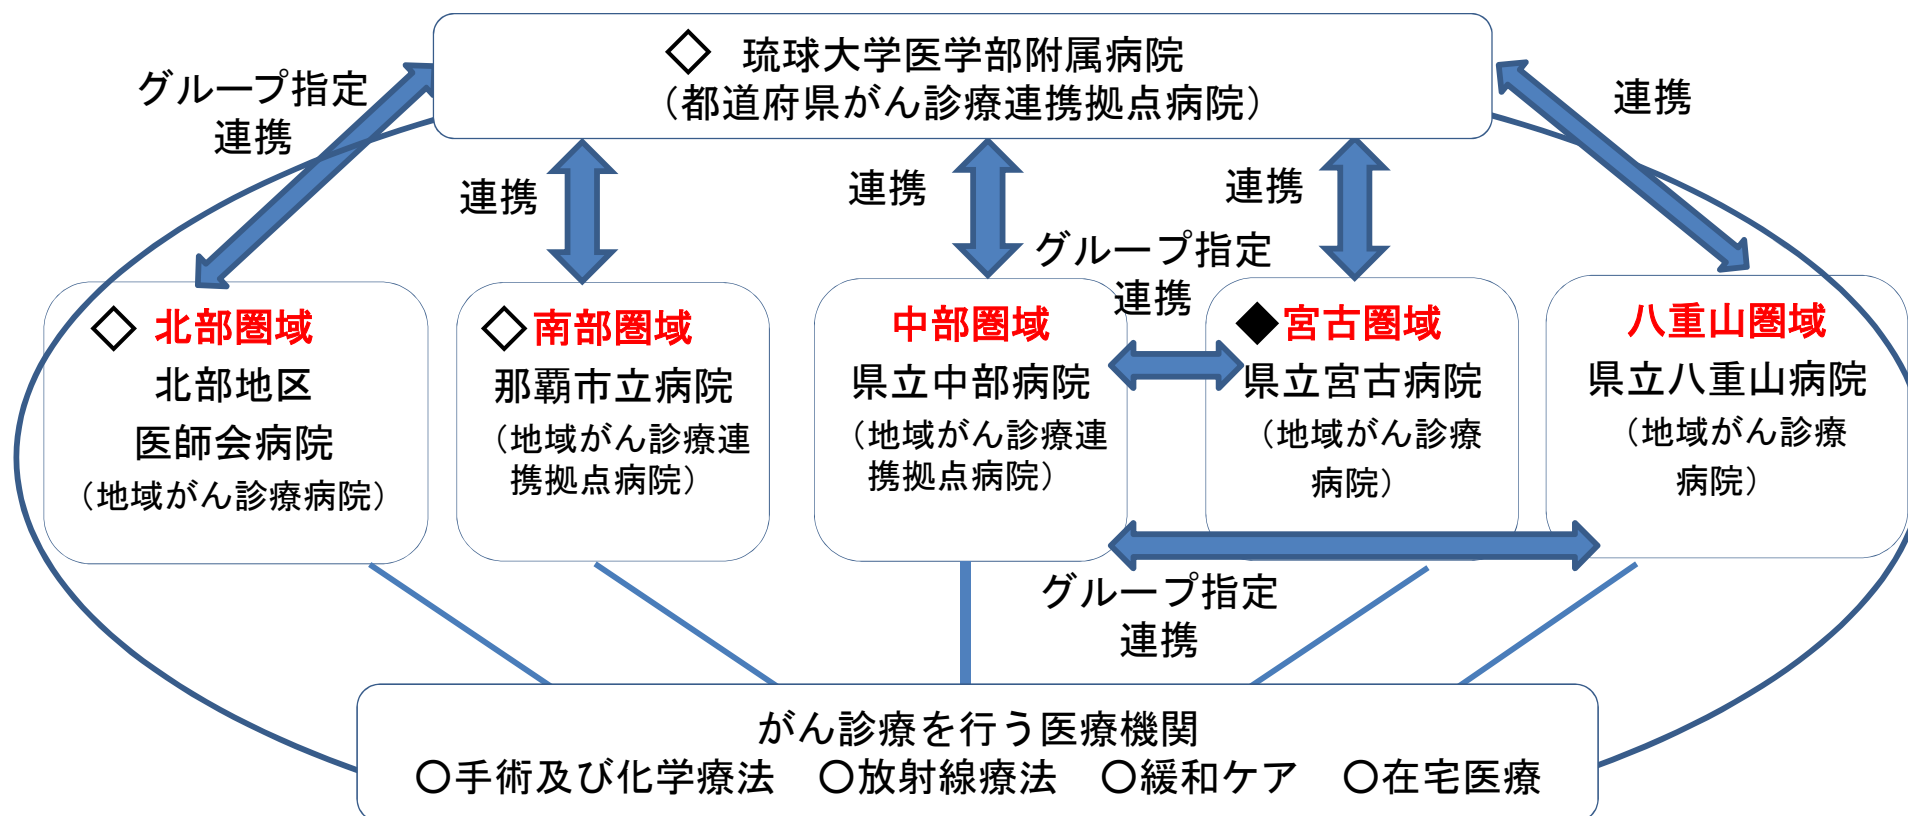 ◇ 琉球大学医学部附属病院
（都道府県がん診療連携拠点病院）
グループ指定
連携
連携
連携
連携
連携
グループ指定
連携
◇ 北部圏域
北部地区
医師会病院
（地域がん診療病院）
◇南部圏域
那覇市立病院
（地域がん診療連
携拠点病院）
中部圏域
県立中部病院
（地域がん診療連
携拠点病院）
◆宮古圏域
県立宮古病院
（地域がん診療
病院）
八重山圏域
県立八重山病院
（地域がん診療
病院）
グループ指定
連携
がん診療を行う医療機関
○手術及び化学療法　○放射線療法　○緩和ケア　○在宅医療